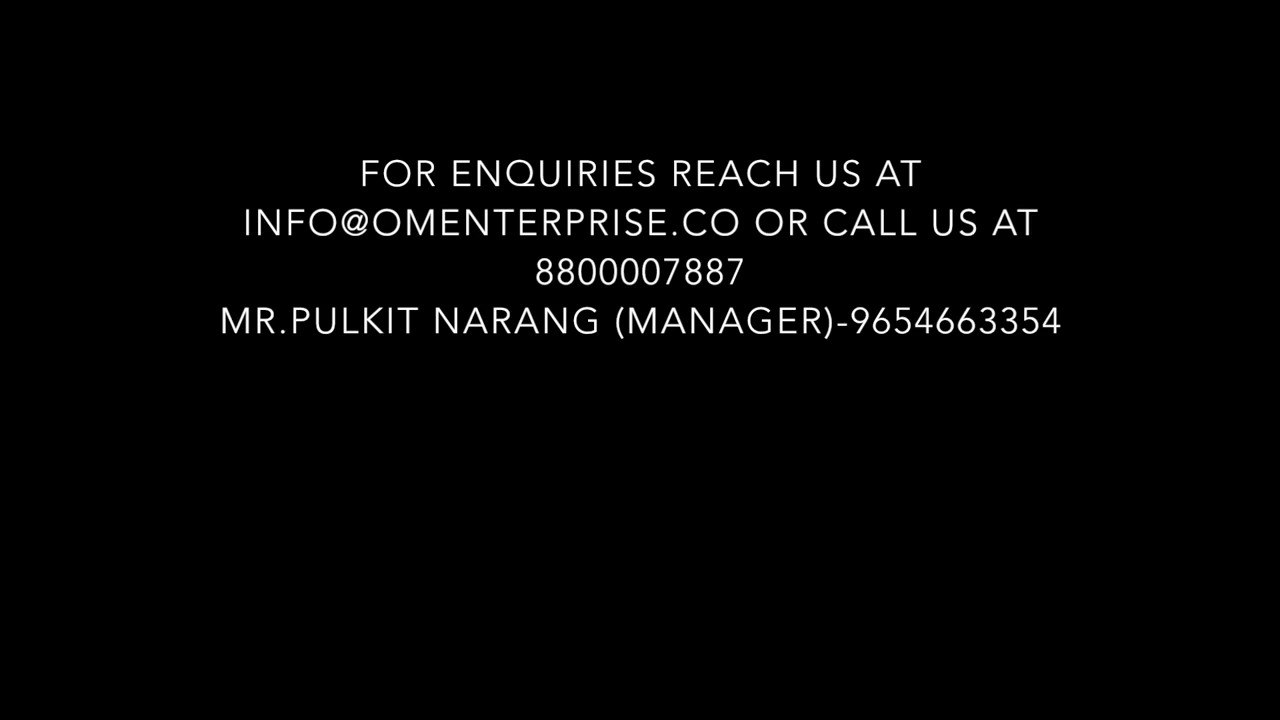 FOR ENQUIRIES REACH US AT
INFO@OMENTERPRISE.CO OR CALL US AT
8800007887
MR.PULKIT NARANG (MANAGER)-9654663354